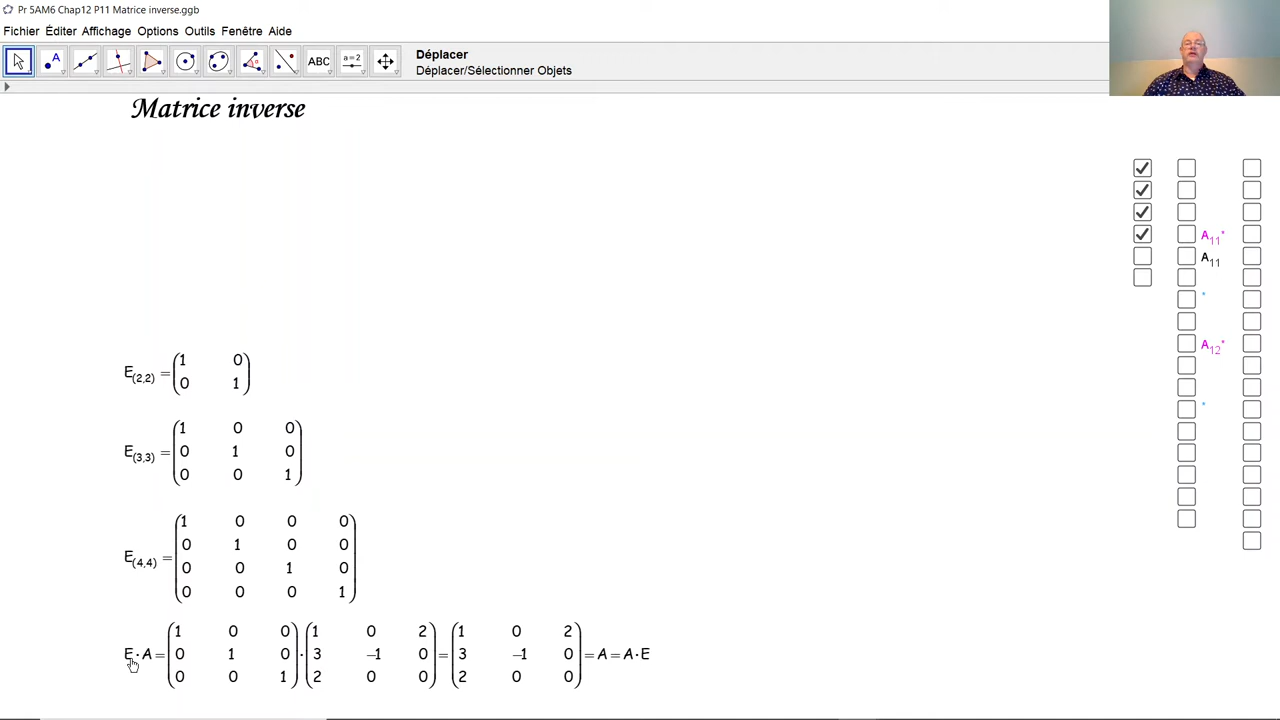 Pr 5AM6 Chap12 P11 Matrice inverse.ggb
Fichier Éditer Affichage Options Outils Fenêtre Aide
A ABC a=2 Déplacer
Déplacer/Sélectionner Objets
Matrice inverse
A11*
A11
*
A12*
*
E(2,2) =
1 0
0 1
E(3,3) =
1 0 0
0 1 0
0 0 1
E(4,4) =
1 0 0 0
0 1 0 0
0 0 1 0
0 0 0 1
1 0 0 1 0 2 1 0 2
E·A= 0 1 0 · 3 −1 0 = 3 −1 0 = A = A·E
0 0 1 2 0 0 2 0 0